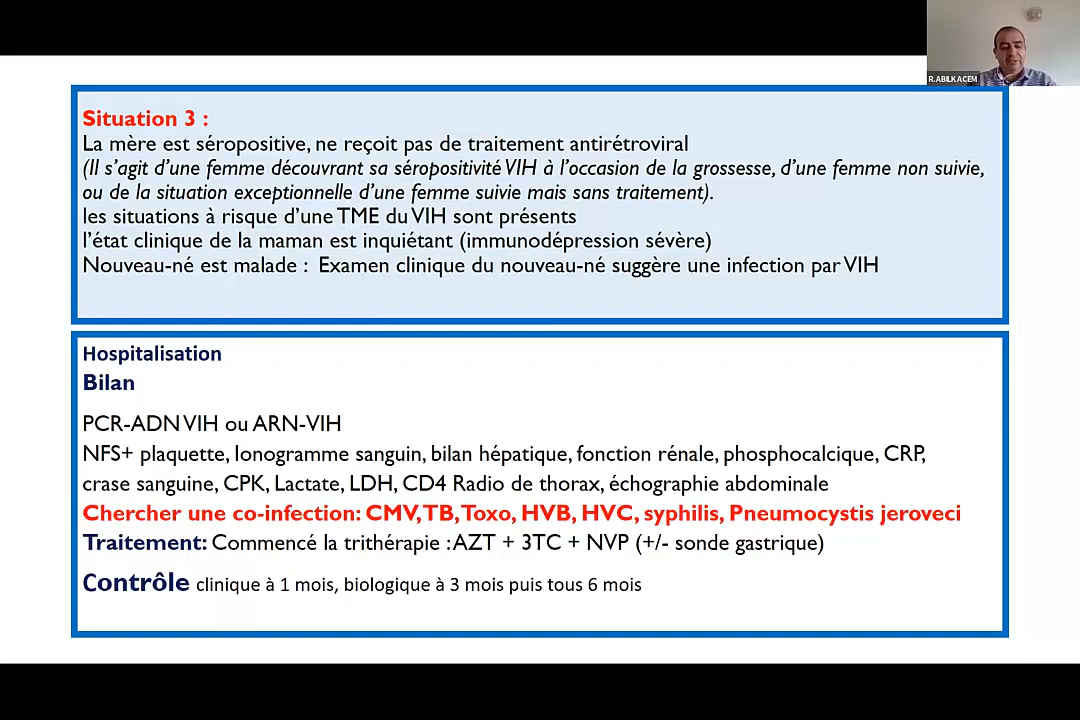 R.ABILKACEM
Situation 3 :
La mère est séropositive, ne reçoit pas de traitement antirétroviral
(Il s’agit d’une femme découvrant sa séropositivité VIH à l’occasion de la grossesse, d’une femme non suivie,
ou de la situation exceptionnelle d’une femme suivie mais sans traitement).
les situations à risque d’une TME du VIH sont présents
l’état clinique de la maman est inquiétant (immunodépression sévère)
Nouveau-né est malade : Examen clinique du nouveau-né suggère une infection par VIH
Hospitalisation
Bilan
PCR-ADN VIH ou ARN-VIH
NFS+ plaquette, Ionogramme sanguin, bilan hépatique, fonction rénale, phosphocalcique, CRP,
crase sanguine, CPK, Lactate, LDH, CD4 Radio de thorax, échographie abdominale
Chercher une co-infection: CMV, TB, Toxo, HVB, HVC, syphilis, Pneumocystis jeroveci
Traitement: Commencé la trithérapie : AZT + 3TC + NVP (+/- sonde gastrique)
Contrôle clinique à 1 mois, biologique à 3 mois puis tous 6 mois